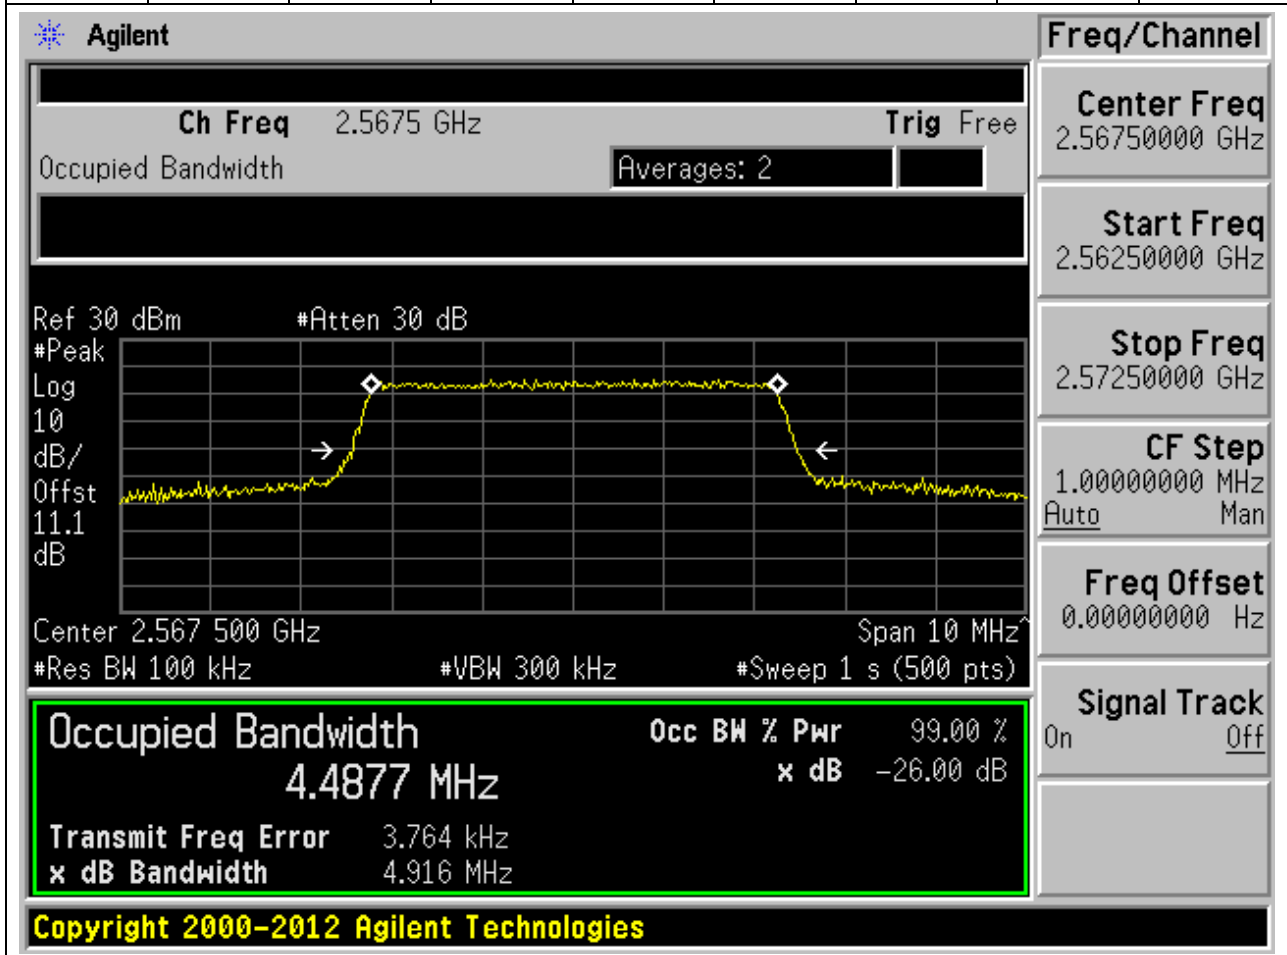 Agilent
Freq/Channel
Ch Freq 2.5675 GHz Trig Free
Occupied Bandwidth Averages: 2
Center Freq
2.56750000 GHz
Start Freq
2.56250000 GHz
Stop Freq
2.57250000 GHz
CF Step
1.00000000 MHz
Auto Man
Freq Offset
0.00000000 Hz
Signal Track
On Off
Ref 30 dBm #Atten 30 dB
#Peak
Log
10
dB/
Offst
11.1
dB
Center 2.567 500 GHz Span 10 MHz^
#Res BW 100 kHz #VBW 300 kHz #Sweep 1 s (500 pts)
Occupied Bandwidth Occ BW % Pwr 99.00 %
4.4877 MHz x dB -26.00 dB
Transmit Freq Error 3.764 kHz
x dB Bandwidth 4.916 MHz
Copyright 2000-2012 Agilent Technologies